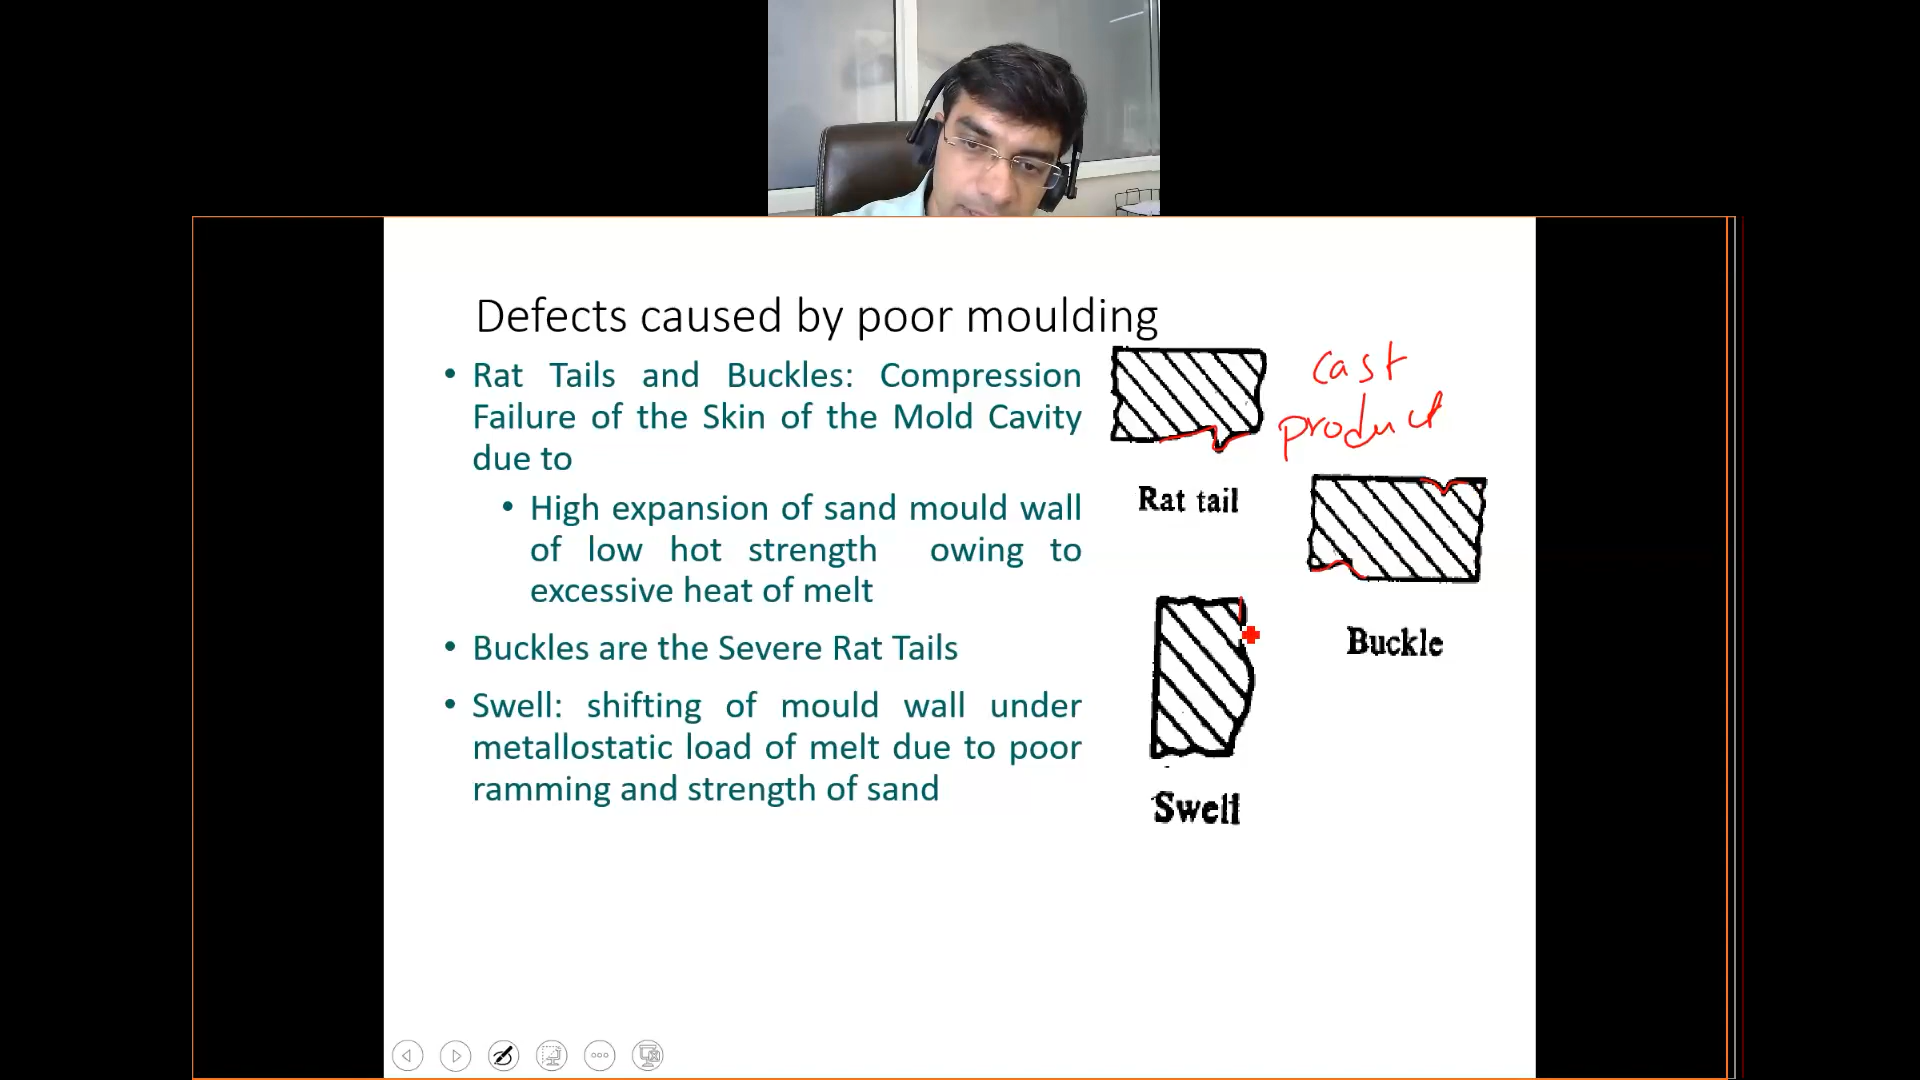 Defects caused by poor moulding
• Rat Tails and Buckles: Compression
Failure of the Skin of the Mold Cavity
due to
• High expansion of sand mould wall
of low hot strength owing to
excessive heat of melt
• Buckles are the Severe Rat Tails
• Swell: shifting of mould wall under
metallostatic load of melt due to poor
ramming and strength of sand
cast
product
Rat tail
Buckle
Swell